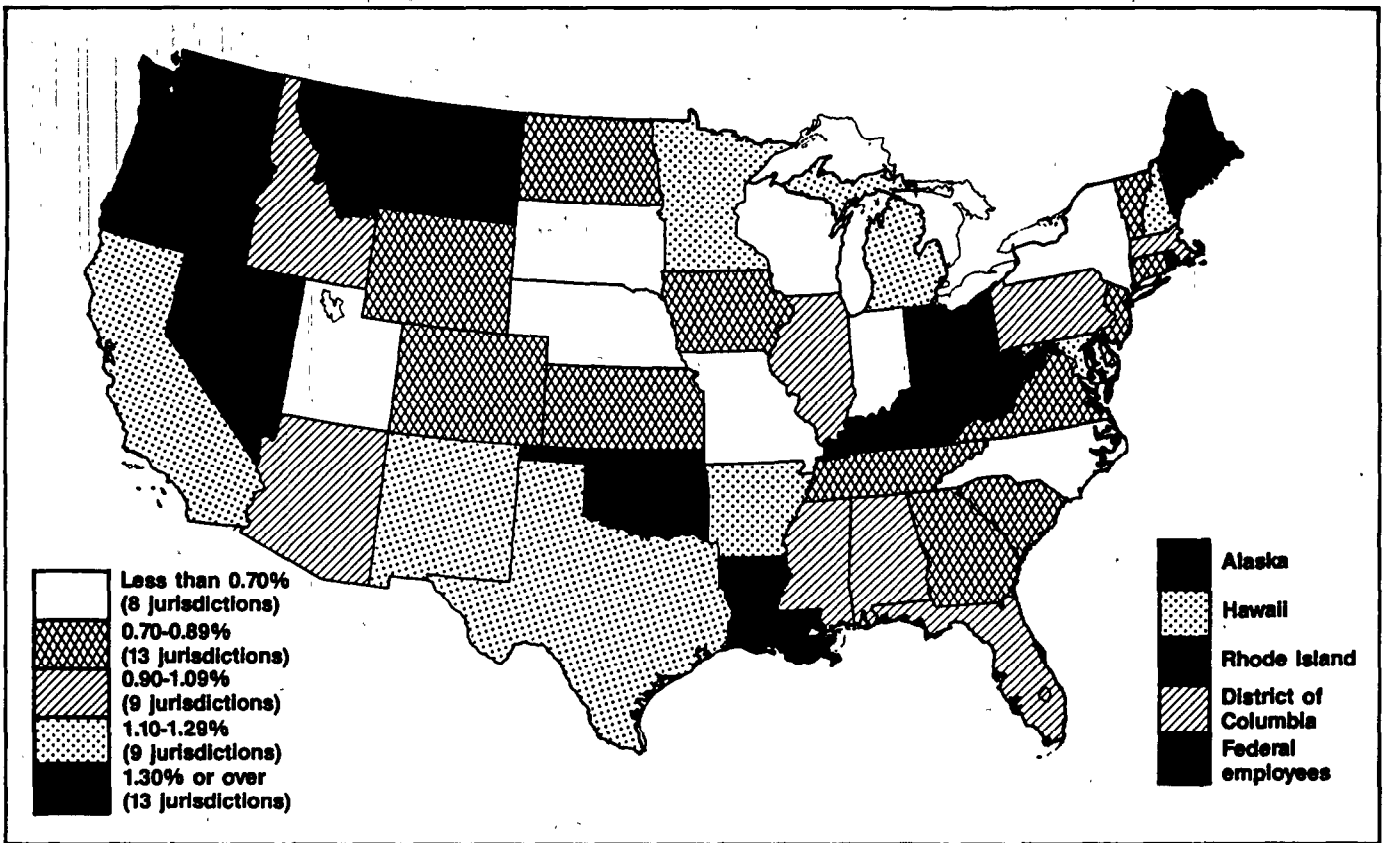 Less than 0.70%
(8 jurisdictions)
0.70-0.89%
(13 jurisdictions)
0.90-1.09%
(9 jurisdictions)
1.10-1.29%
(9 jurisdictions)
1.30% or over
(13 jurisdictions)
Alaska
Hawaii
Rhode Island
District of
Columbia
Federal
employees